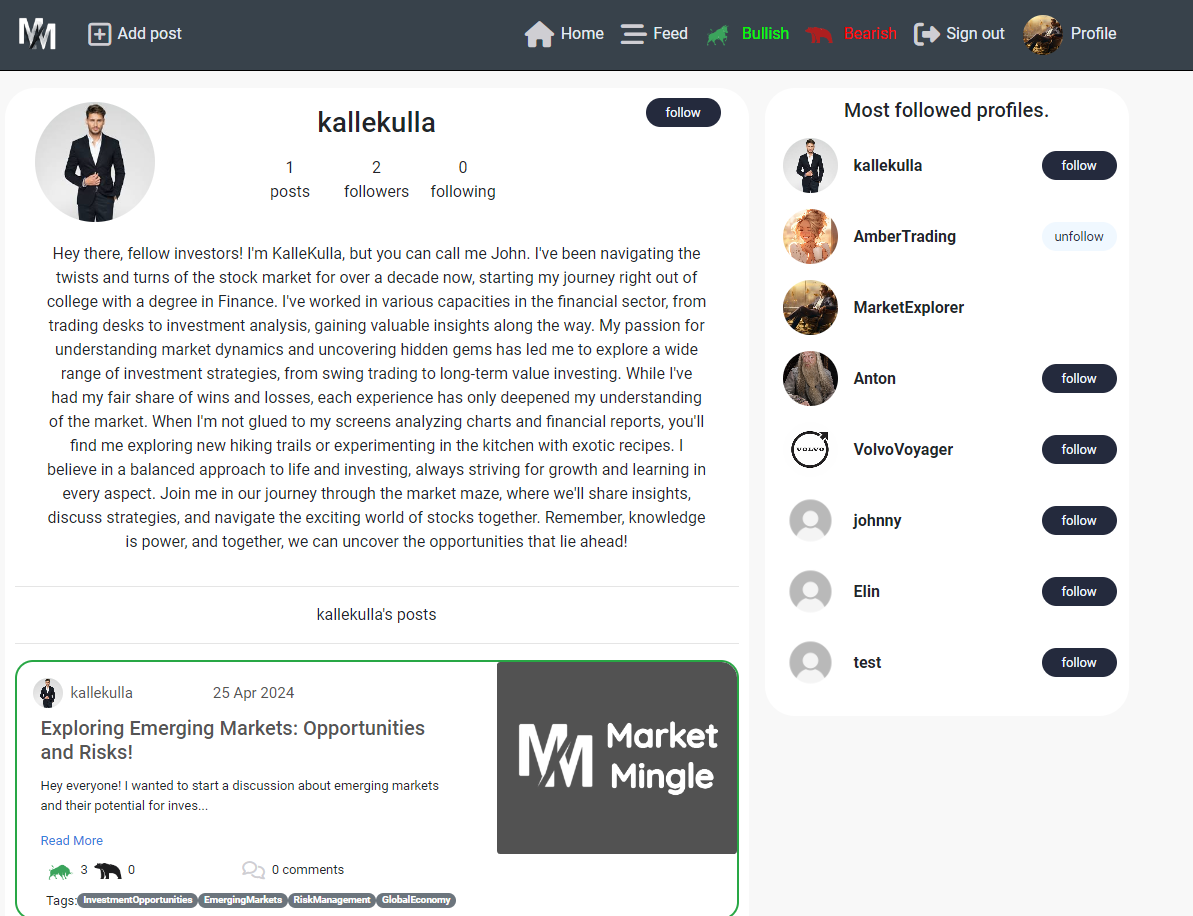 MM Add post Home Feed Bullish Bearish Sign out Profile
kallekulla
follow
1 2 0
posts followers following
Hey there, fellow investors! I'm KalleKulla, but you can call me John. I've been navigating the
twists and turns of the stock market for over a decade now, starting my journey right out of
college with a degree in Finance. I've worked in various capacities in the financial sector, from
trading desks to investment analysis, gaining valuable insights along the way. My passion for
understanding market dynamics and uncovering hidden gems has led me to explore a wide
range of investment strategies, from swing trading to long-term value investing. While I've
had my fair share of wins and losses, each experience has only deepened my understanding
of the market. When I'm not glued to my screens analyzing charts and financial reports, you'll
find me exploring new hiking trails or experimenting in the kitchen with exotic recipes. I
believe in a balanced approach to life and investing, always striving for growth and learning in
every aspect. Join me in our journey through the market maze, where we'll share insights,
discuss strategies, and navigate the exciting world of stocks together. Remember, knowledge
is power, and together, we can uncover the opportunities that lie ahead!
kallekulla's posts
kallekulla 25 Apr 2024
Exploring Emerging Markets: Opportunities
and Risks!
Hey everyone! I wanted to start a discussion about emerging markets
and their potential for inves...
Read More
3 0 0 comments
Tags: InvestmentOpportunities EmergingMarkets RiskManagement GlobalEconomy
MM Market
Mingle
Most followed profiles.
kallekulla follow
AmberTrading unfollow
MarketExplorer
Anton follow
VOLVO VolvoVoyager follow
johnny follow
Elin follow
test follow